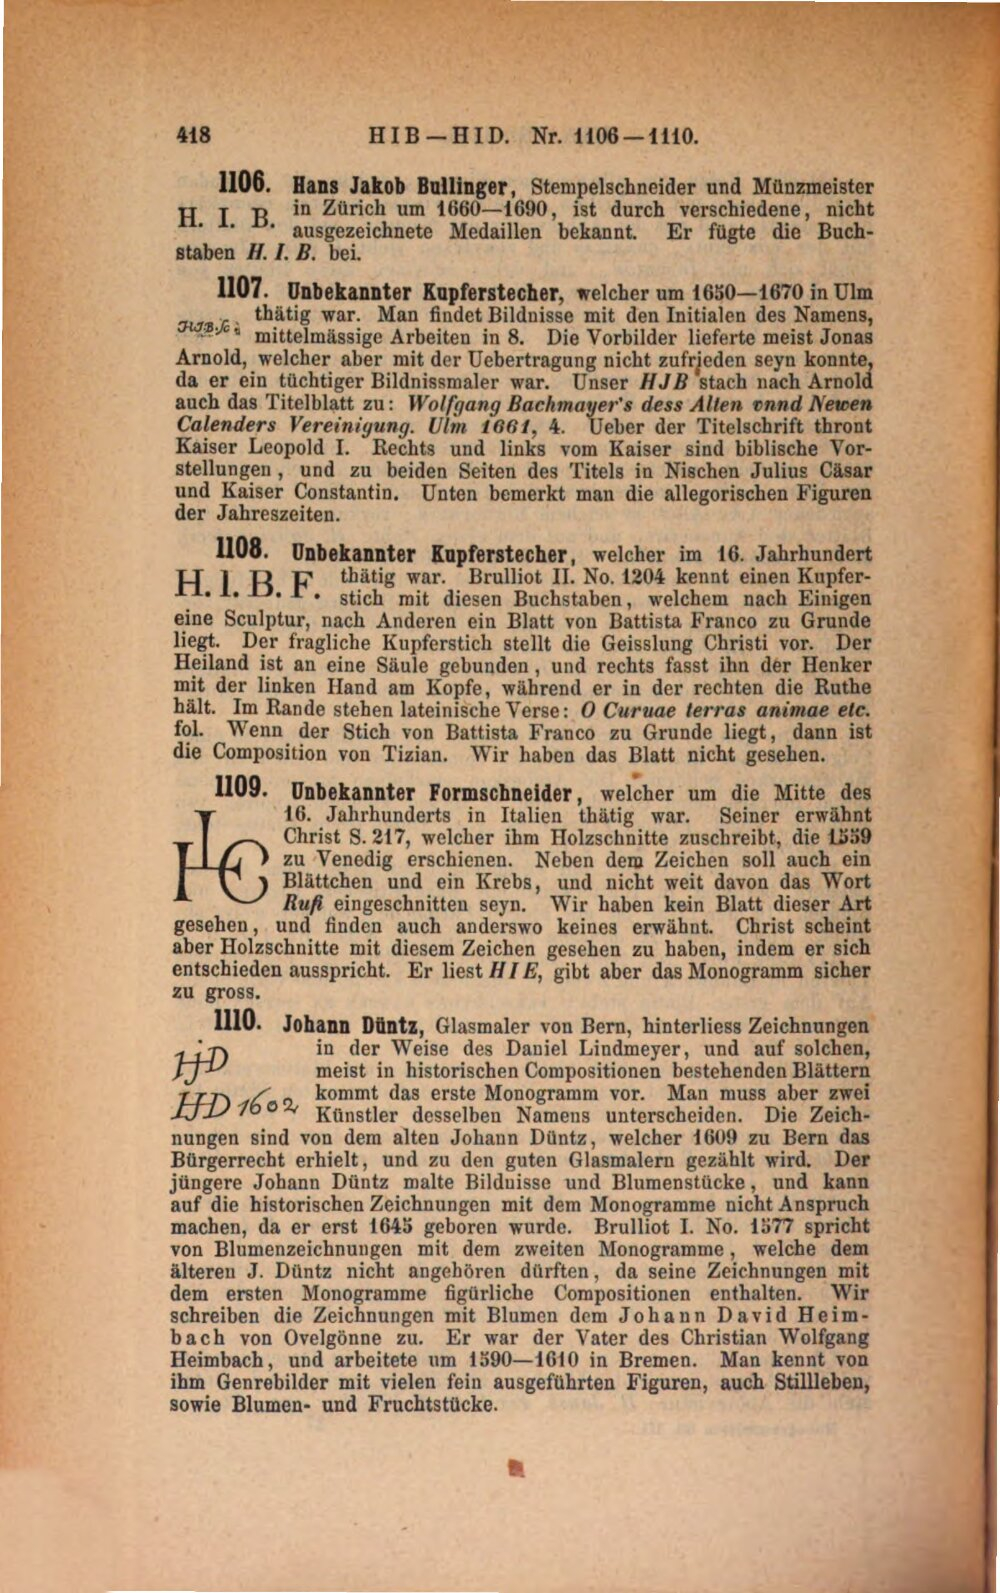 418 HIB—HID. Nr. 1106—1110.
1106. Hans Jakob Bullinger, Stempelschneider und Münzmeister
H. I. B. in Zürich um 1660—1690, ist durch verschiedene, nicht
ausgezeichnete Medaillen bekannt. Er fügte die Buch-
staben H. I. B. bei.
1107. Unbekannter Kupferstecher, welcher um 1650—1670 in Ulm
thätig war. Man findet Bildnisse mit den Initialen des Namens,
HJB.fc: mittelmässige Arbeiten in 8. Die Vorbilder lieferte meist Jonas
Arnold, welcher aber mit der Uebertragung nicht zufrieden seyn konnte,
da er ein tüchtiger Bildnissmaler war. Unser HJB stach nach Arnold
auch das Titelblatt zu: Wolfgang Bachmayer's dess Alten vnnd Newen
Calenders Vereinigung. Ulm 1661, 4. Ueber der Titelschrift thront
Kaiser Leopold I. Rechts und links vom Kaiser sind biblische Vor-
stellungen, und zu beiden Seiten des Titels in Nischen Julius Cäsar
und Kaiser Constantin. Unten bemerkt man die allegorischen Figuren
der Jahreszeiten.
1108. Unbekannter Kupferstecher, welcher im 16. Jahrhundert
H. I. B. F. thätig war. Brulliot II. No. 1204 kennt einen Kupfer-
stich mit diesen Buchstaben, welchem nach Einigen
eine Sculptur, nach Anderen ein Blatt von Battista Franco zu Grunde
liegt. Der fragliche Kupferstich stellt die Geisslung Christi vor. Der
Heiland ist an eine Säule gebunden, und rechts fasst ihn der Henker
mit der linken Hand am Kopfe, während er in der rechten die Ruthe
hält. Im Rande stehen lateinische Verse: O Curuae terras animae etc.
fol. Wenn der Stich von Battista Franco zu Grunde liegt, dann ist
die Composition von Tizian. Wir haben das Blatt nicht gesehen.
1109. Unbekannter Formschneider, welcher um die Mitte des
16. Jahrhunderts in Italien thätig war. Seiner erwähnt
Christ S. 217, welcher ihm Holzschnitte zuschreibt, die 1559
zu Venedig erschienen. Neben dem Zeichen soll auch ein
Blättchen und ein Krebs, und nicht weit davon das Wort
Rufi eingeschnitten seyn. Wir haben kein Blatt dieser Art
gesehen, und finden auch anderswo keines erwähnt. Christ scheint
aber Holzschnitte mit diesem Zeichen gesehen zu haben, indem er sich
entschieden ausspricht. Er liest HIE, gibt aber das Monogramm sicher
zu gross.
1110. Johann Düntz, Glasmaler von Bern, hinterliess Zeichnungen
HJD in der Weise des Daniel Lindmeyer, und auf solchen,
meist in historischen Compositionen bestehenden Blättern
HJD 1602 kommt das erste Monogramm vor. Man muss aber zwei
Künstler desselben Namens unterscheiden. Die Zeich-
nungen sind von dem alten Johann Düntz, welcher 1609 zu Bern das
Bürgerrecht erhielt, und zu den guten Glasmalern gezählt wird. Der
jüngere Johann Düntz malte Bildnisse und Blumenstücke, und kann
auf die historischen Zeichnungen mit dem Monogramme nicht Anspruch
machen, da er erst 1645 geboren wurde. Brulliot I. No. 1577 spricht
von Blumenzeichnungen mit dem zweiten Monogramme, welche dem
älteren J. Düntz nicht angehören dürften, da seine Zeichnungen mit
dem ersten Monogramme figürliche Compositionen enthalten. Wir
schreiben die Zeichnungen mit Blumen dem Johann David Heim-
bach von Ovelgönne zu. Er war der Vater des Christian Wolfgang
Heimbach, und arbeitete um 1590—1610 in Bremen. Man kennt von
ihm Genrebilder mit vielen fein ausgeführten Figuren, auch Stillleben,
sowie Blumen- und Fruchtstücke.